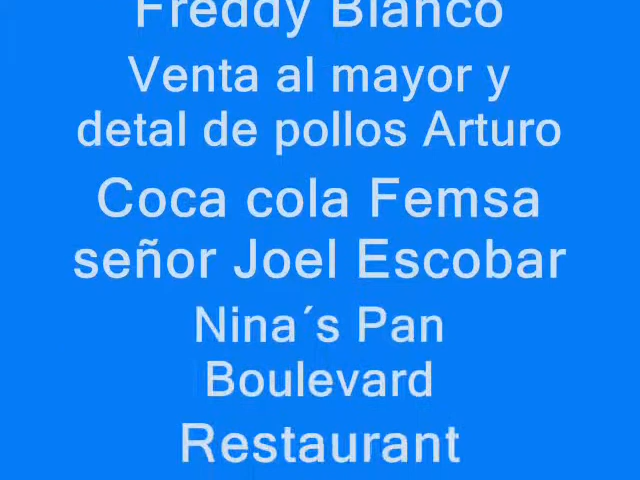 Freddy Blanco
Venta al mayor y
detal de pollos Arturo
Coca cola Femsa
señor Joel Escobar
Nina´s Pan
Boulevard
Restaurant